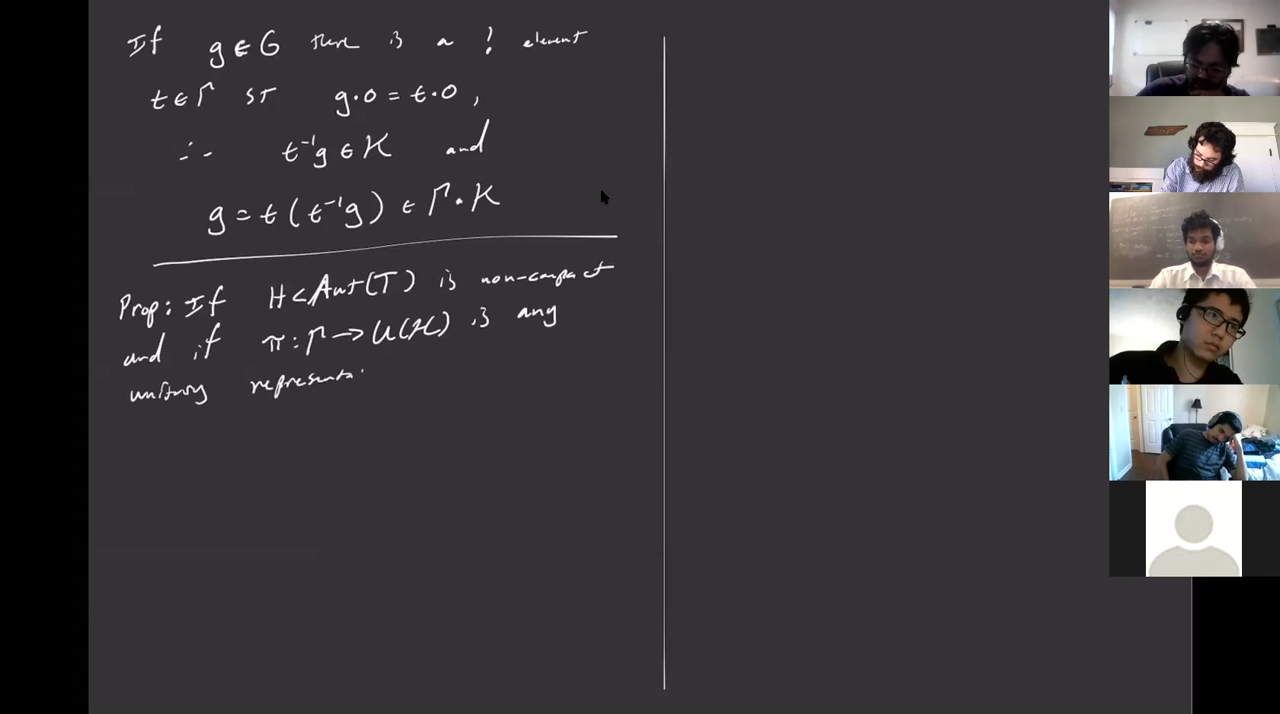 If g ∈ G there is a ! element
t ∈ Γ ST g·o = t·o,
∴ t⁻¹g ∈ K and
g = t(t⁻¹g) ∈ Γ·K
Prop: If H < Aut(T) is non-compact
and if π: Γ → U(H) is any
unitary representa